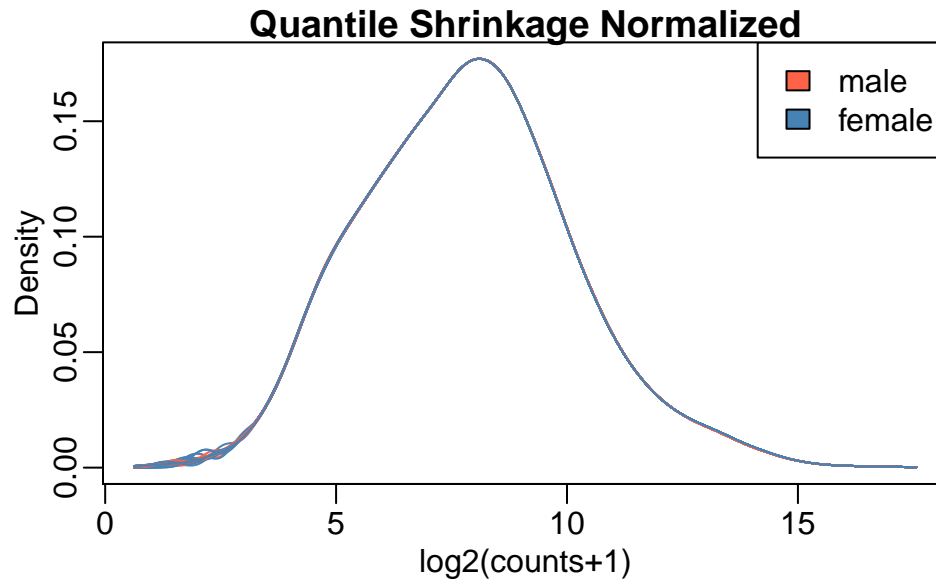 Quantile Shrinkage Normalized
male
female
Density
0.15
0.10
0.05
0.00
0
5
10
15
log2(counts+1)